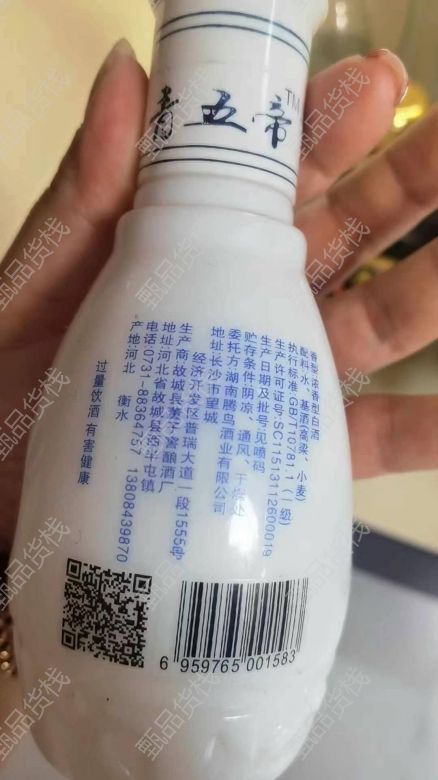 青五帝
TM
香型:浓香型白酒
配料:水、基酒(高粱、小麦)
执行标准:GB/T10781.1(一级)
生产许可证号:SC11513112600019
生产日期及批号:见喷码
贮存条件:阴凉、通风、干燥处
委托方:湖南腾鸟酒业有限公司
地址:长沙市望城
经济开发区普瑞大道一段1555号
生产商:故城县董子窖酿酒厂
地址:河北省故城县
屯镇
电话:0731-88364757 13808439870
产地:河北 衡水
过量饮酒 有害健康
6 959765 001583
甄品货栈